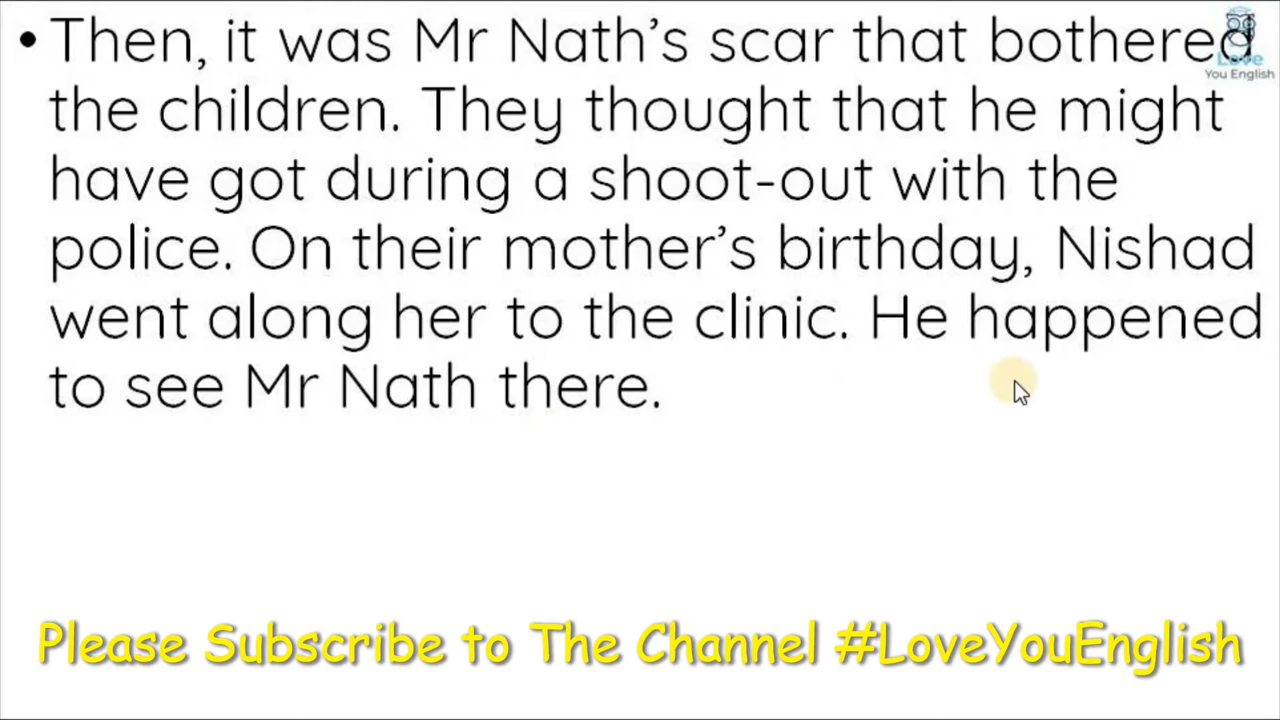 • Then, it was Mr Nath’s scar that bothered
the children. They thought that he might
have got during a shoot-out with the
police. On their mother’s birthday, Nishad
went along her to the clinic. He happened
to see Mr Nath there.
Love
You English
Please Subscribe to The Channel #LoveYouEnglish